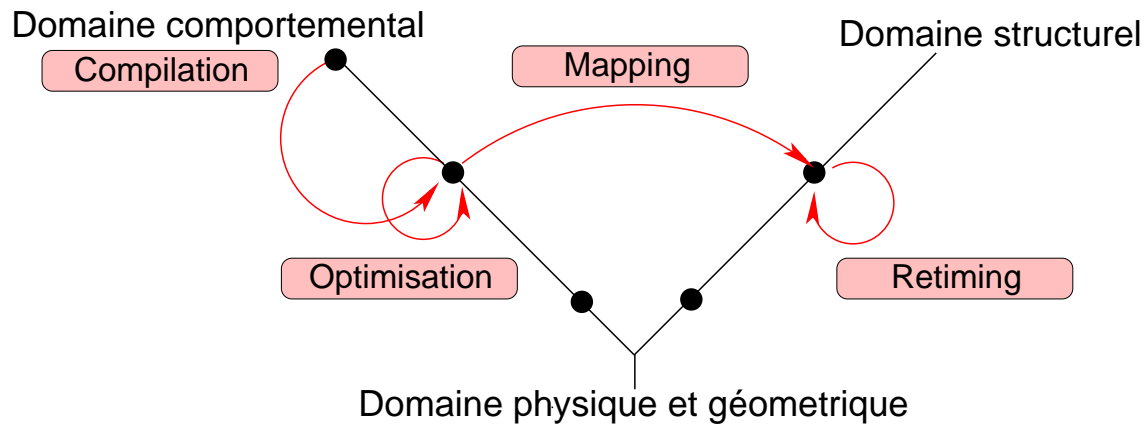 Domaine comportemental
Domaine structurel
Compilation
Mapping
Optimisation
Retiming
Domaine physique et géometrique